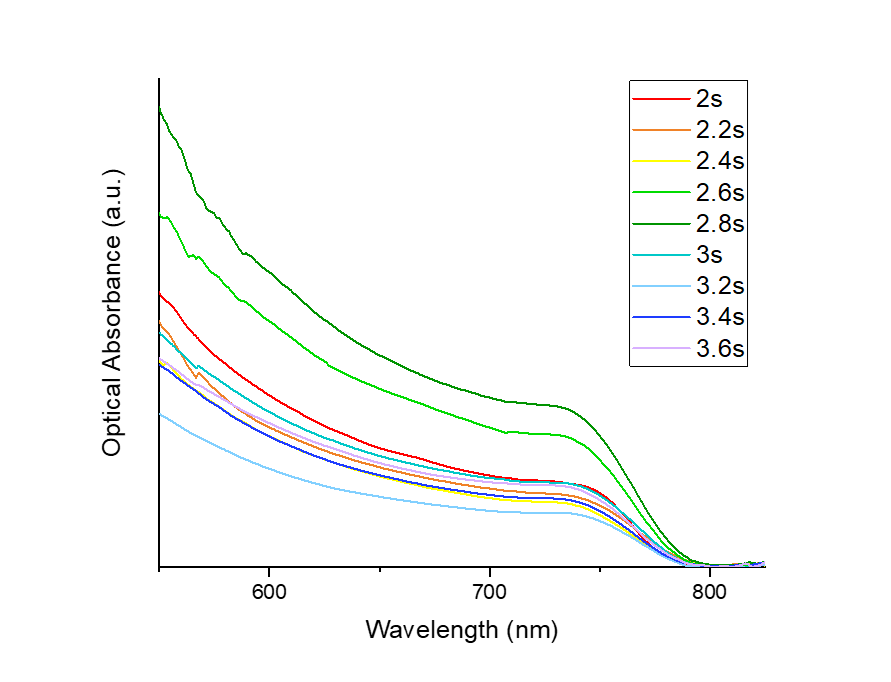 2s
2.2s
2.4s
2.6s
2.8s
3s
3.2s
3.4s
3.6s
Optical Absorbance (a.u.)
600
700
800
Wavelength (nm)